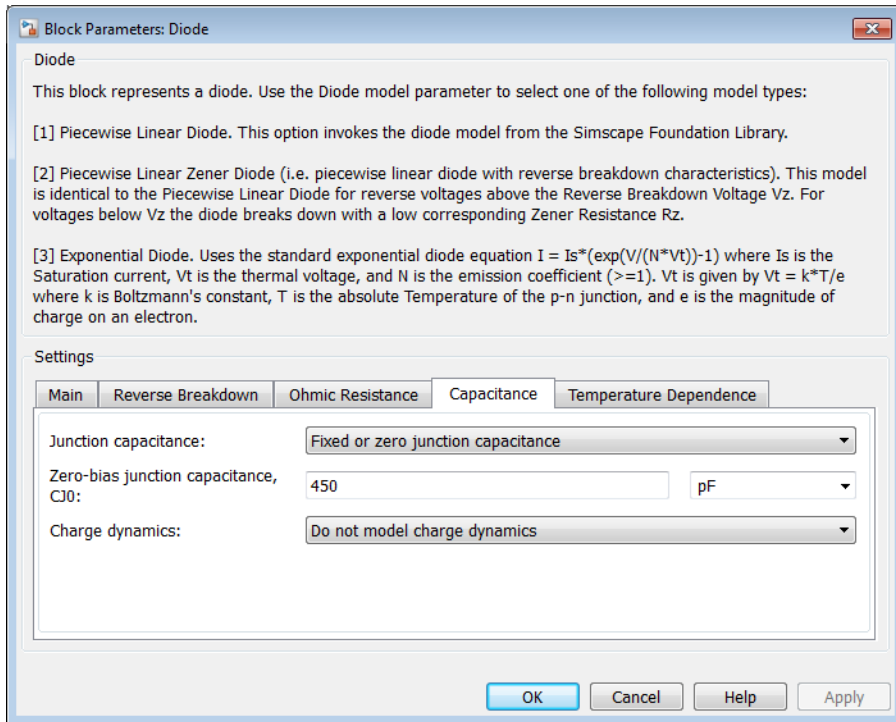 Block Parameters: Diode
Diode
This block represents a diode. Use the Diode model parameter to select one of the following model types:
[1] Piecewise Linear Diode. This option invokes the diode model from the Simscape Foundation Library.
[2] Piecewise Linear Zener Diode (i.e. piecewise linear diode with reverse breakdown characteristics). This model
is identical to the Piecewise Linear Diode for reverse voltages above the Reverse Breakdown Voltage Vz. For
voltages below Vz the diode breaks down with a low corresponding Zener Resistance Rz.
[3] Exponential Diode. Uses the standard exponential diode equation I = Is*(exp(V/(N*Vt))-1) where Is is the
Saturation current, Vt is the thermal voltage, and N is the emission coefficient (>=1). Vt is given by Vt = k*T/e
where k is Boltzmann's constant, T is the absolute Temperature of the p-n junction, and e is the magnitude of
charge on an electron.
Settings
Main Reverse Breakdown Ohmic Resistance Capacitance Temperature Dependence
Junction capacitance: Fixed or zero junction capacitance
Zero-bias junction capacitance,
CJ0: 450 pF
Charge dynamics: Do not model charge dynamics
OK Cancel Help Apply